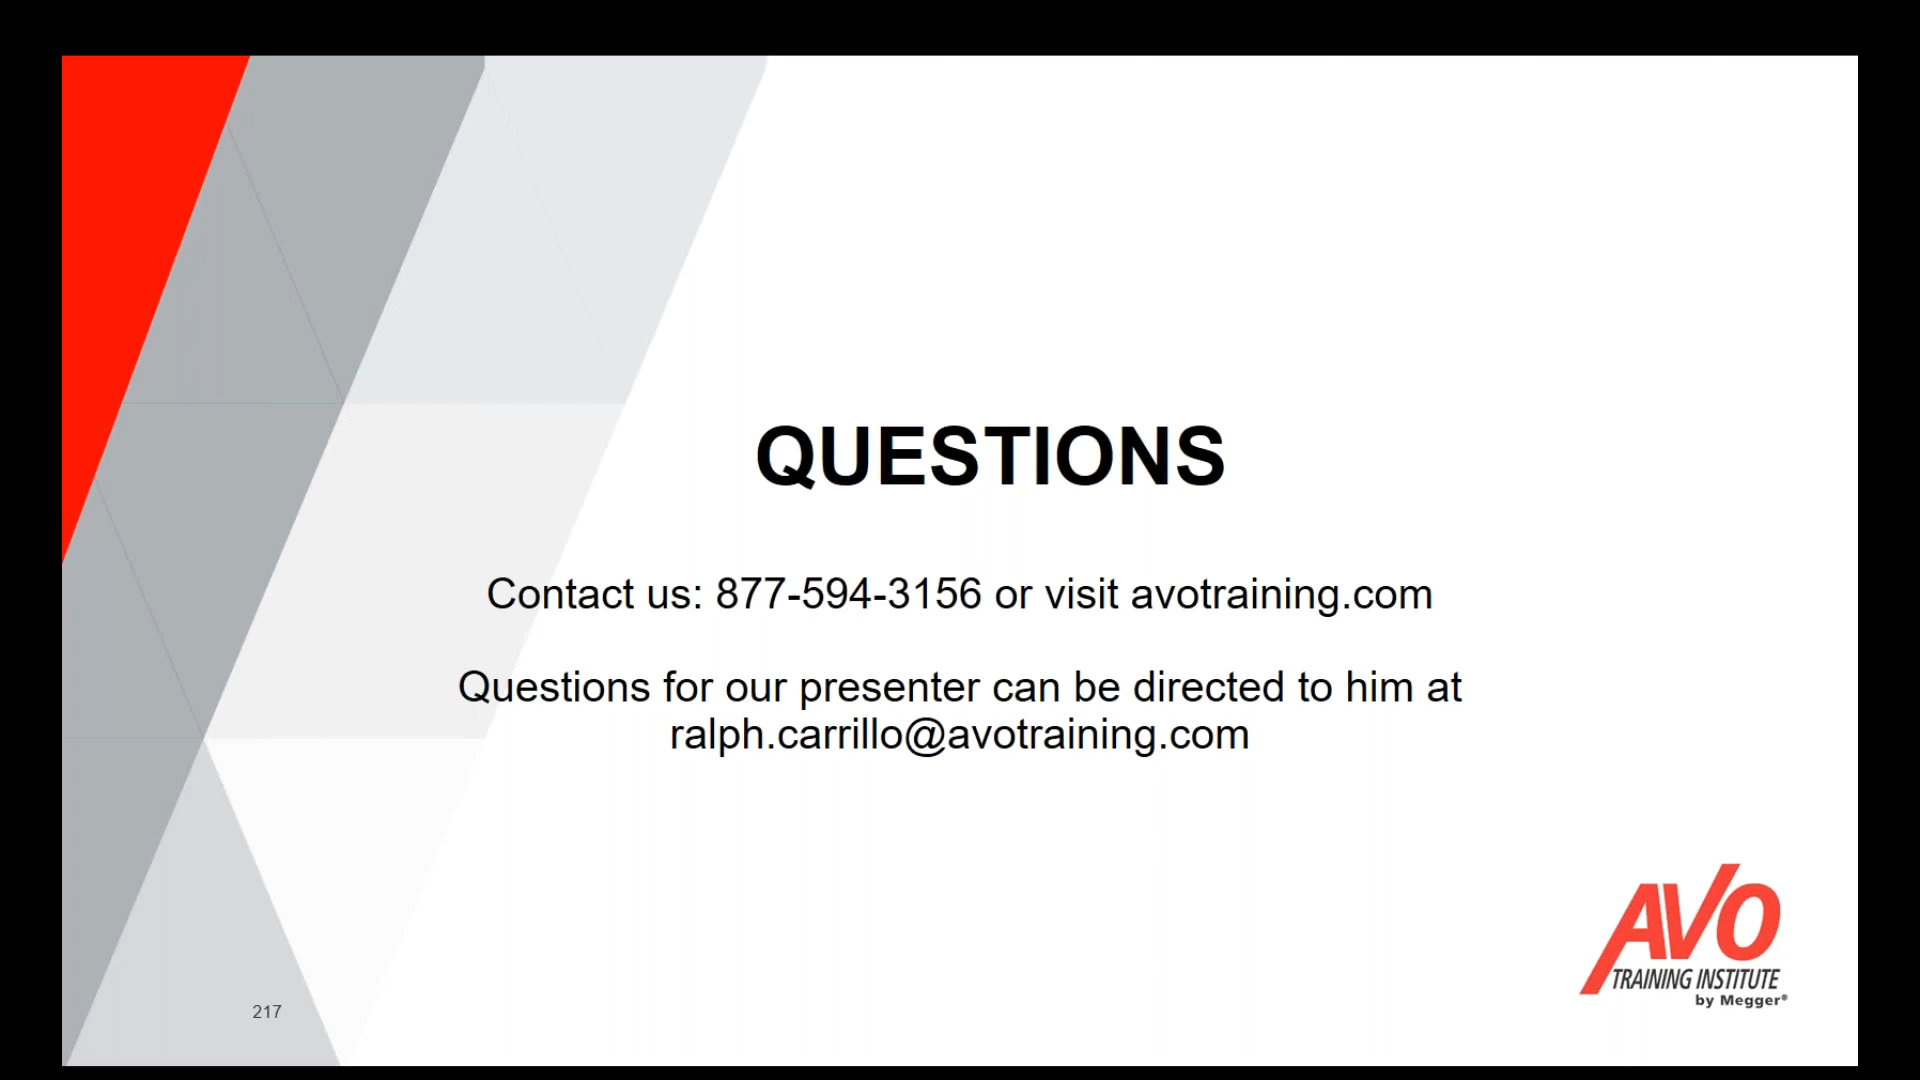 QUESTIONS
Contact us: 877-594-3156 or visit avotraining.com
Questions for our presenter can be directed to him at
ralph.carrillo@avotraining.com
217
AVO
TRAINING INSTITUTE
by Megger®